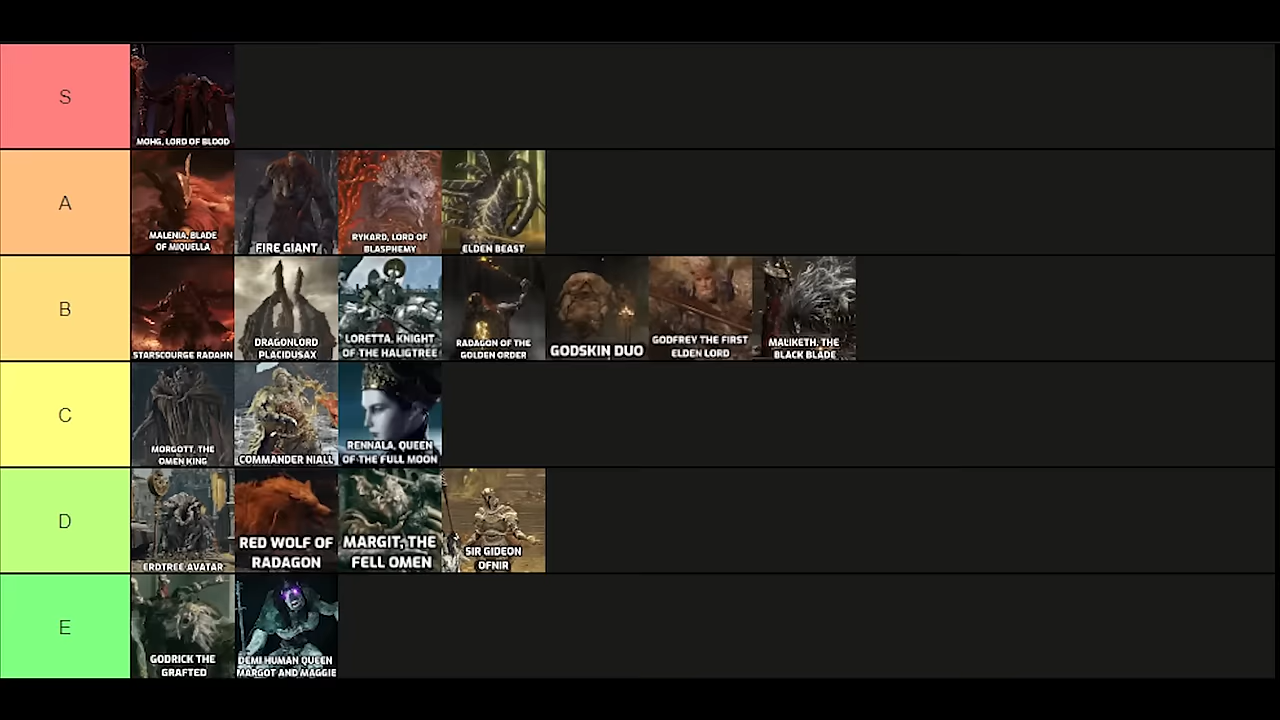 S
MOHG, LORD OF BLOOD
A
MALENIA, BLADE
OF MIQUELLA
FIRE GIANT
RYKARD, LORD OF
BLASPHEMY
ELDEN BEAST
B
STARSCOURGE RADAHN
DRAGONLORD
PLACIDUSAX
LORETTA, KNIGHT
OF THE HALIGTREE
RADAGON OF THE
GOLDEN ORDER
GODSKIN DUO
GODFREY THE FIRST
ELDEN LORD
MALIKETH, THE
BLACK BLADE
C
MORGOTT, THE
OMEN KING
COMMANDER NIALL
RENNALA, QUEEN
OF THE FULL MOON
D
ERDTREE AVATAR
RED WOLF OF
RADAGON
MARGIT, THE
FELL OMEN
SIR GIDEON
OFNIR
E
GODRICK THE
GRAFTED
DEMI HUMAN QUEEN
MARGOT AND MAGGIE